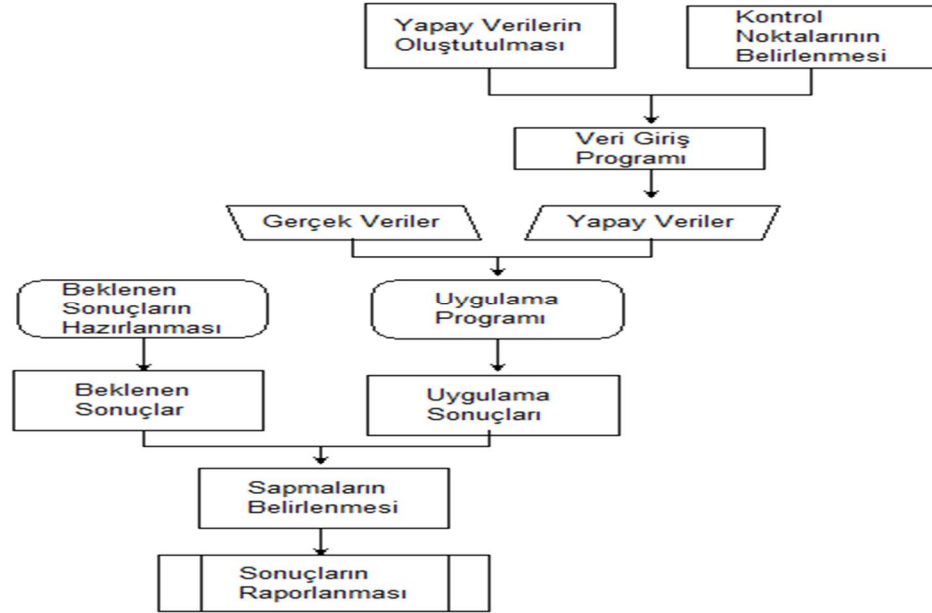 Yapay Verilerin
Oluştutulması
Kontrol
Noktalarının
Belirlenmesi
Veri Giriş
Programı
Gerçek Veriler
Yapay Veriler
Beklenen
Sonuçların
Hazırlanması
Uygulama
Programı
Beklenen
Sonuçlar
Uygulama
Sonuçları
Sapmaların
Belirlenmesi
Sonuçların
Raporlanması